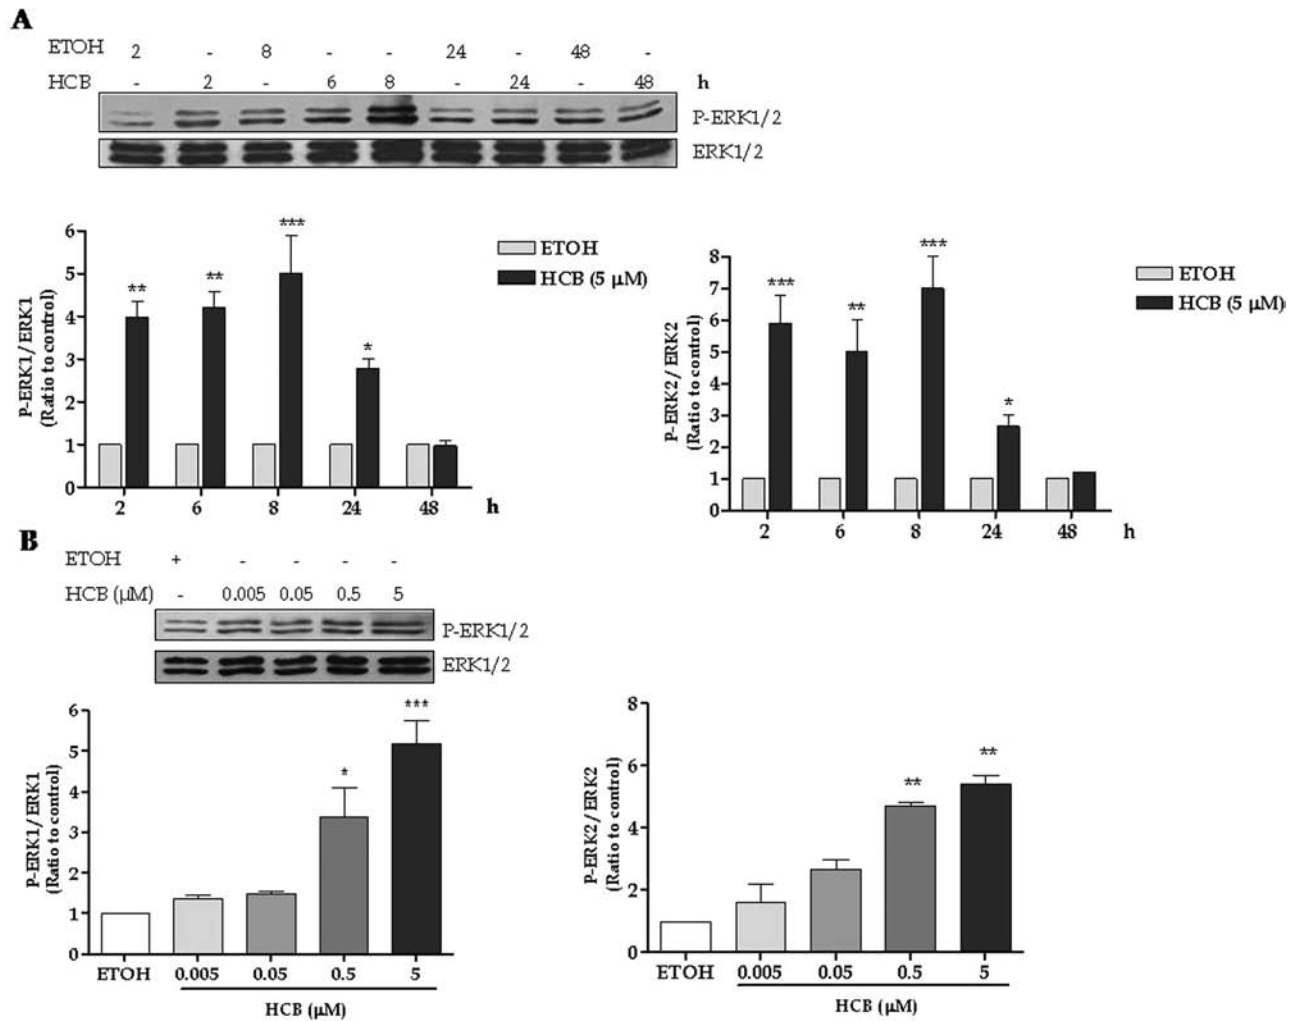 A
ETOH 2 - 8 - - 24 - 48 -
HCB - 2 - 6 8 - 24 - 48 h
P-ERK1/2
ERK1/2
P-ERK1/ERK1
(Ratio to control)
6
5
4
3
2
1
0
** ** *** *
2 6 8 24 48 h
ETOH
HCB (5 μM)
P-ERK2/ERK2
(Ratio to control)
8
7
6
5
4
3
2
1
0
*** ** *** *
2 6 8 24 48 h
ETOH
HCB (5 μM)
B
ETOH + - - - -
HCB (μM) - 0.005 0.05 0.5 5
P-ERK1/2
ERK1/2
P-ERK1/ERK1
(Ratio to control)
6
5
4
3
2
1
0
* ***
ETOH 0.005 0.05 0.5 5
HCB (μM)
P-ERK2/ERK2
(Ratio to control)
8
6
4
2
0
** **
ETOH 0.005 0.05 0.5 5
HCB (μM)